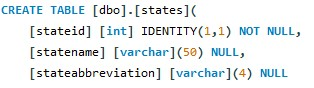 CREATE TABLE [dbo].[states](
[stateid] [int] IDENTITY(1,1) NOT NULL,
[statename] [varchar](50) NULL,
[stateabbreviation] [varchar](4) NULL